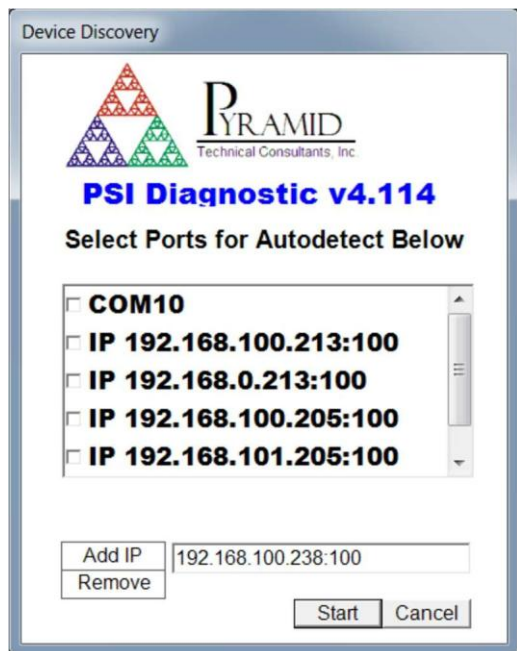 Device Discovery
PYRAMID
Technical Consultants, Inc.
PSI Diagnostic v4.114
Select Ports for Autodetect Below
COM10
IP 192.168.100.213:100
IP 192.168.0.213:100
IP 192.168.100.205:100
IP 192.168.101.205:100
Add IP 192.168.100.238:100
Remove
Start Cancel